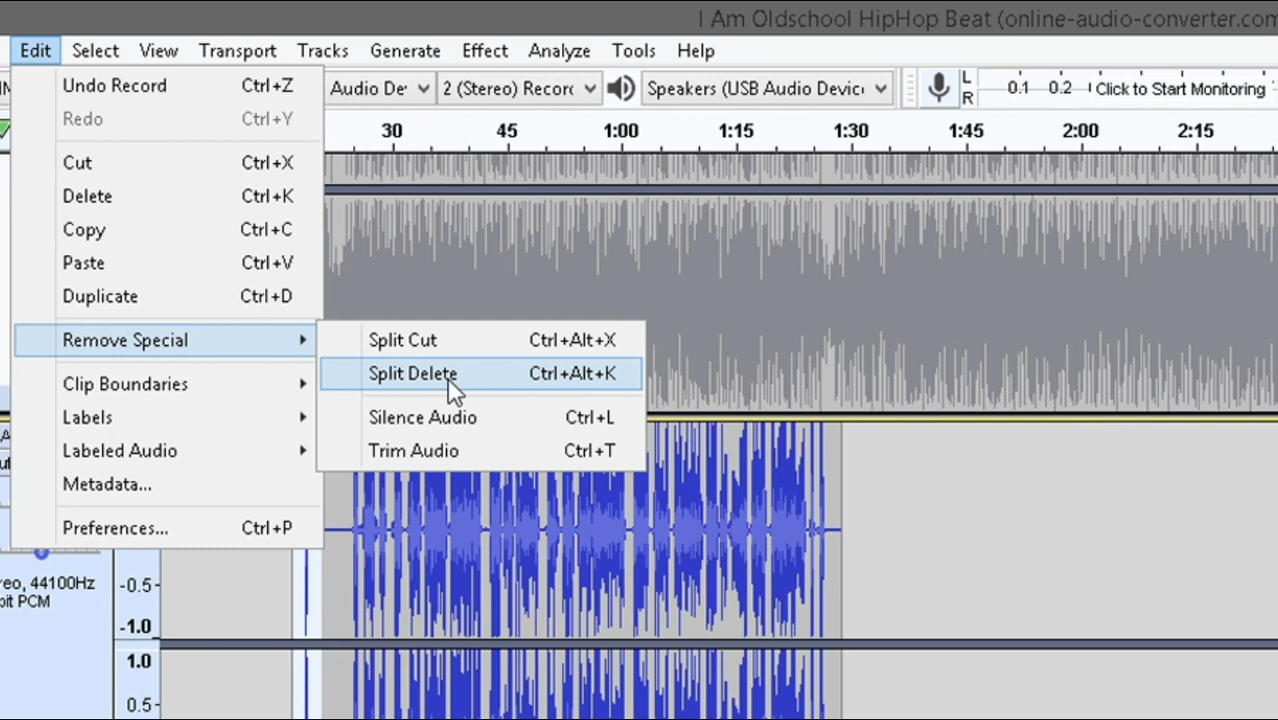 I Am Oldschool HipHop Beat (online-audio-converter.com
Edit Select View Transport Tracks Generate Effect Analyze Tools Help
Undo Record Ctrl+Z
Redo Ctrl+Y
Cut Ctrl+X
Delete Ctrl+K
Copy Ctrl+C
Paste Ctrl+V
Duplicate Ctrl+D
Remove Special
Clip Boundaries
Labels
Labeled Audio
Metadata...
Preferences... Ctrl+P
Split Cut Ctrl+Alt+X
Split Delete Ctrl+Alt+K
Silence Audio Ctrl+L
Trim Audio Ctrl+T
Audio De 2 (Stereo) Recorc Speakers (USB Audio Devici L R 0.1 0.2 Click to Start Monitoring
30 45 1:00 1:15 1:30 1:45 2:00 2:15
reo, 44100Hz
bit PCM
-0.5
-1.0
1.0
0.5